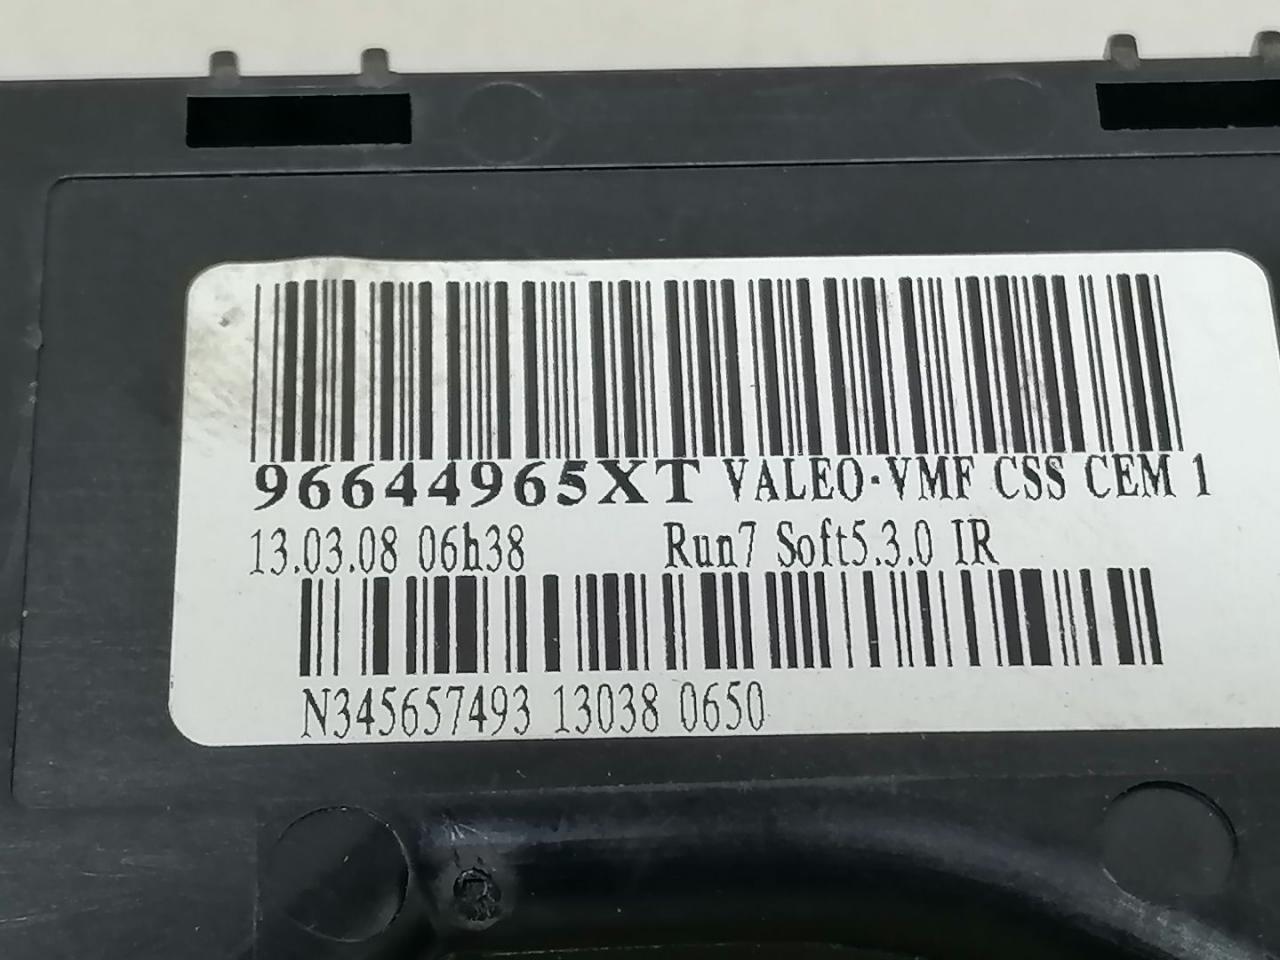 96644965XT VALEO-VMF CSS CEM 1
13.03.08 06h38 Run7 Soft5.3.0 IR
N345657493 13038 0650